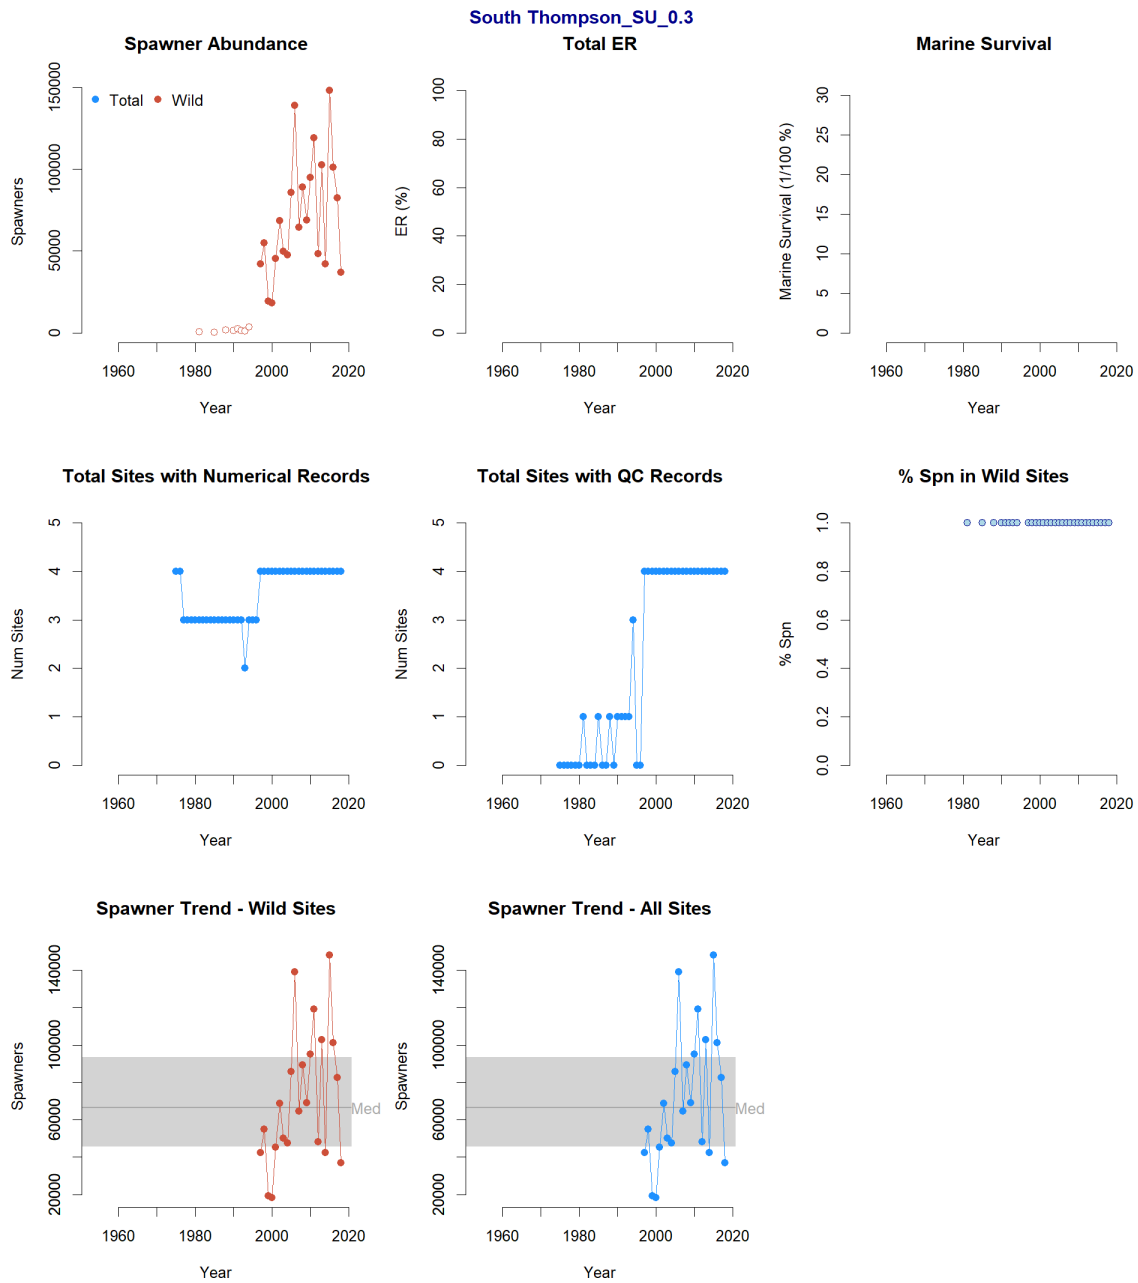 South Thompson_SU_0.3
Spawner Abundance
Total ER
Marine Survival
Total Wild
Spawners
0 50000 100000 150000
1960 1980 2000 2020
Year
ER (%)
0 20 40 60 80 100
1960 1980 2000 2020
Year
Marine Survival (1/100 %)
0 5 10 15 20 25 30
1960 1980 2000 2020
Year
Total Sites with Numerical Records
Total Sites with QC Records
% Spn in Wild Sites
Num Sites
0 1 2 3 4 5
1960 1980 2000 2020
Year
Num Sites
0 1 2 3 4 5
1960 1980 2000 2020
Year
% Spn
0.0 0.2 0.4 0.6 0.8 1.0
1960 1980 2000 2020
Year
Spawner Trend - Wild Sites
Spawner Trend - All Sites
Spawners
20000 60000 100000 140000
Med
1960 1980 2000 2020
Year
Spawners
20000 60000 100000 140000
Med
1960 1980 2000 2020
Year